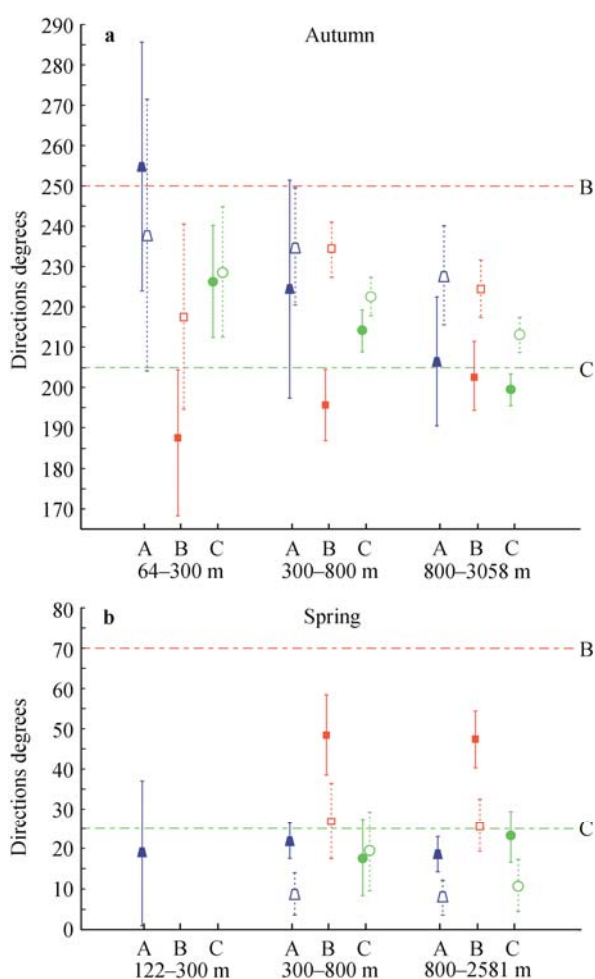 a Autumn
290
280
270
260
250
240
230
220
210
200
190
180
170
Directions degrees
B
C
A B C A B C A B C
64–300 m 300–800 m 800–3058 m
b Spring
80
70
60
50
40
30
20
10
0
Directions degrees
B
C
A B C A B C A B C
122–300 m 300–800 m 800–2581 m